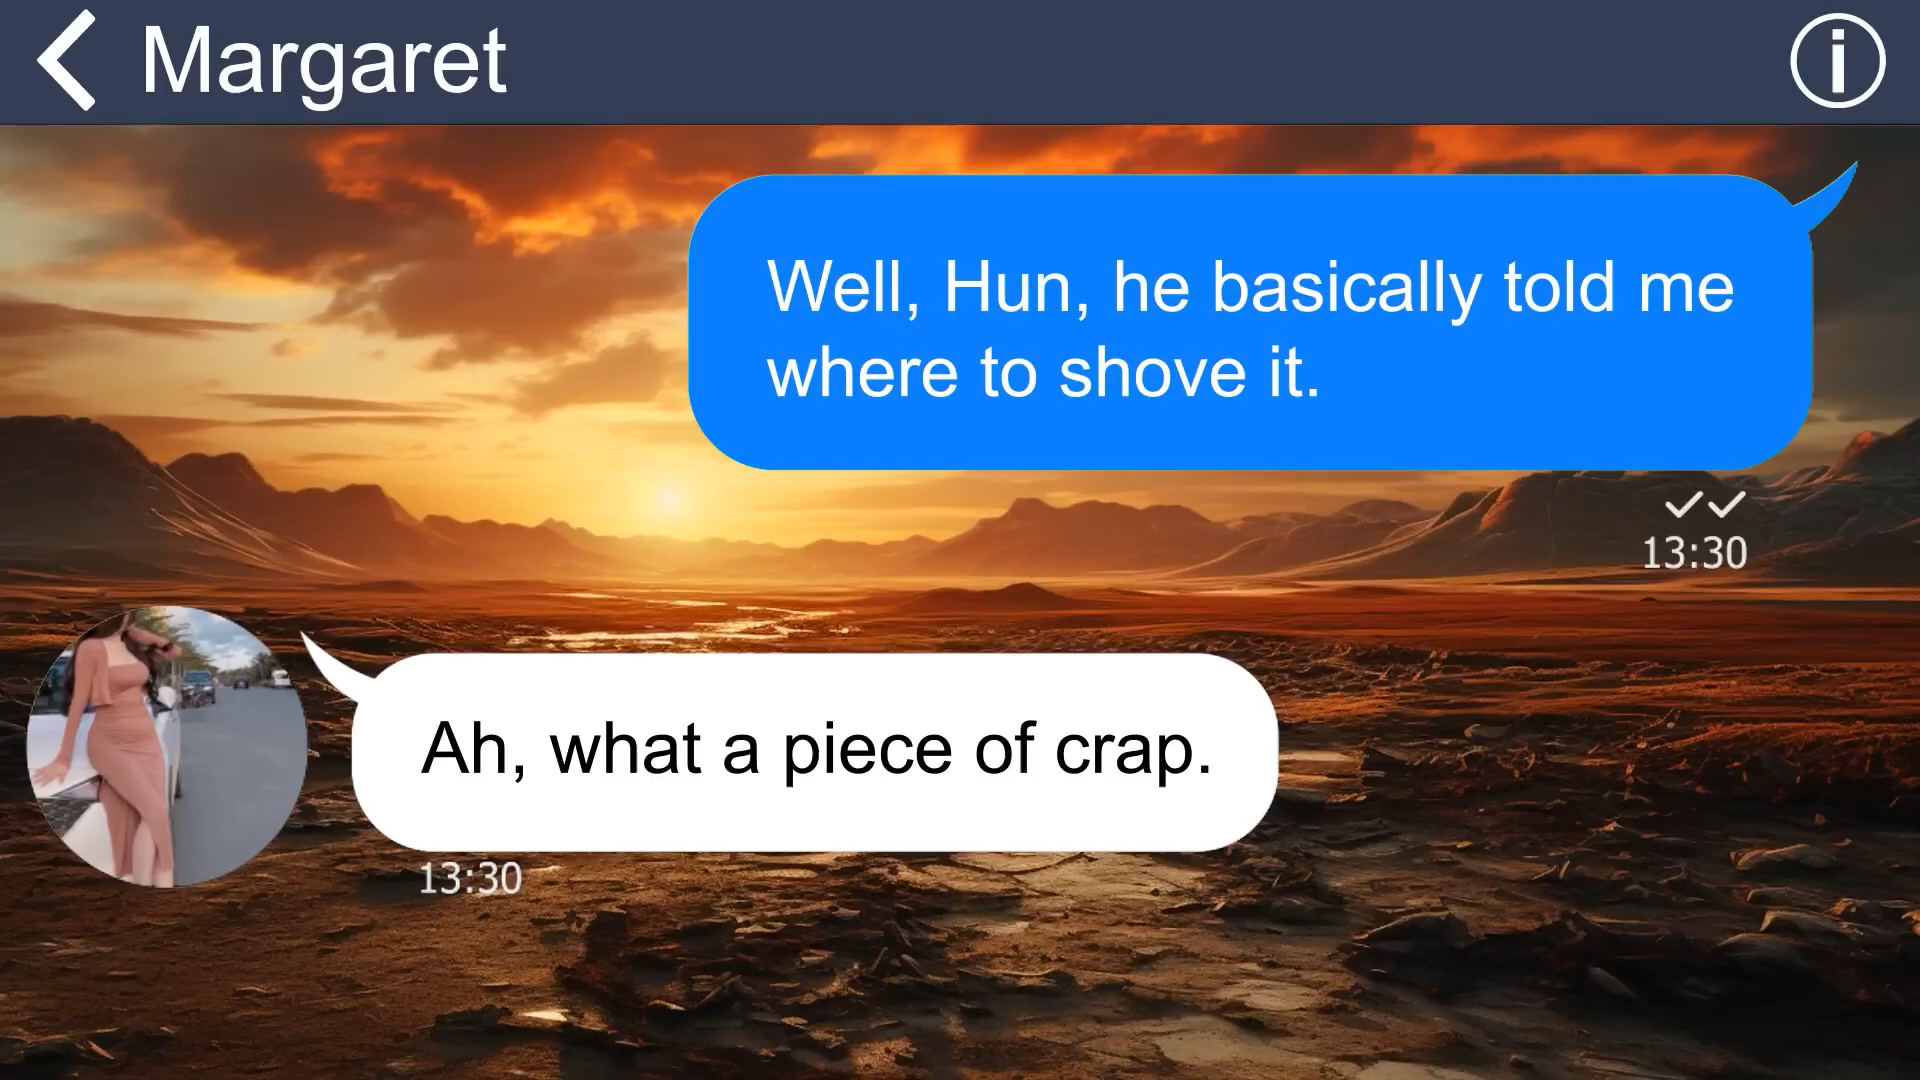 Margaret
Well, Hun, he basically told me
where to shove it.
13:30
Ah, what a piece of crap.
13:30